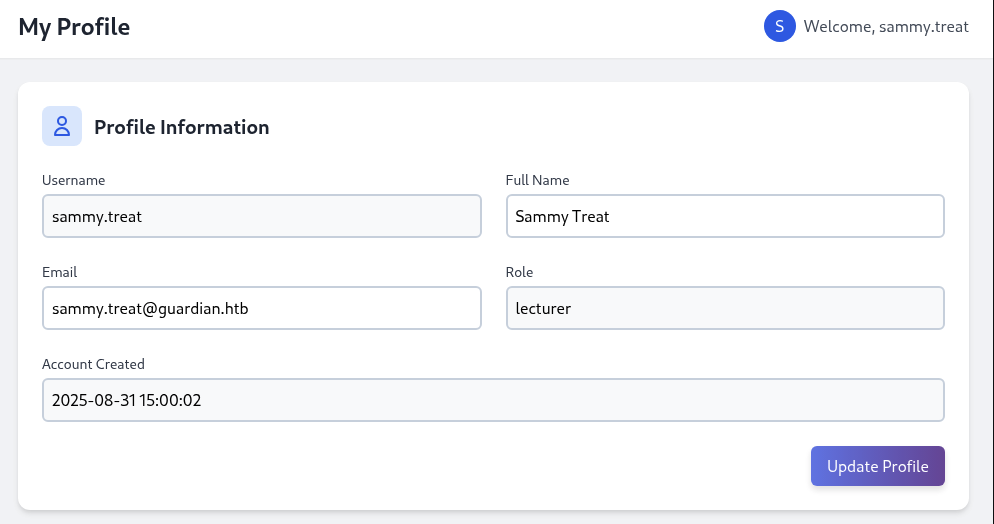 My Profile
S Welcome, sammy.treat
Profile Information
Username
sammy.treat
Full Name
Sammy Treat
Email
sammy.treat@guardian.htb
Role
lecturer
Account Created
2025-08-31 15:00:02
Update Profile